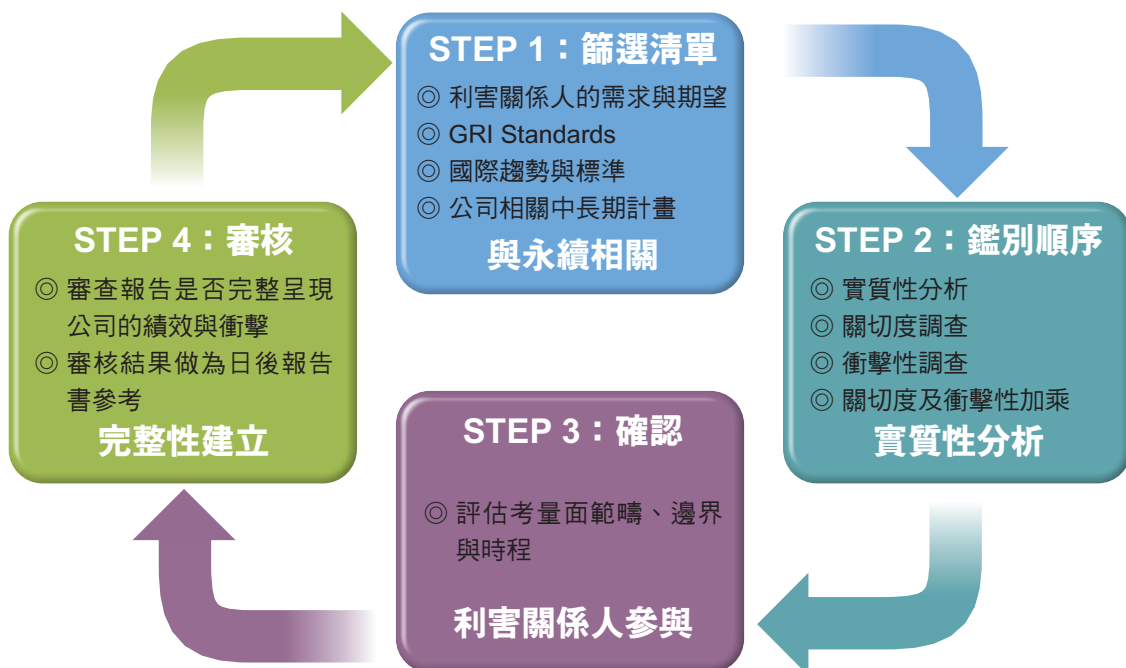 STEP 1：篩選清單
◎ 利害關係人的需求與期望
◎ GRI Standards
◎ 國際趨勢與標準
◎ 公司相關中長期計畫
與永續相關
STEP 2：鑑別順序
◎ 實質性分析
◎ 關切度調查
◎ 衝擊性調查
◎ 關切度及衝擊性加乘
實質性分析
STEP 3：確認
◎ 評估考量面範疇、邊界
與時程
利害關係人參與
STEP 4：審核
◎ 審查報告是否完整呈現
公司的績效與衝擊
◎ 審核結果做為日後報告
書參考
完整性建立